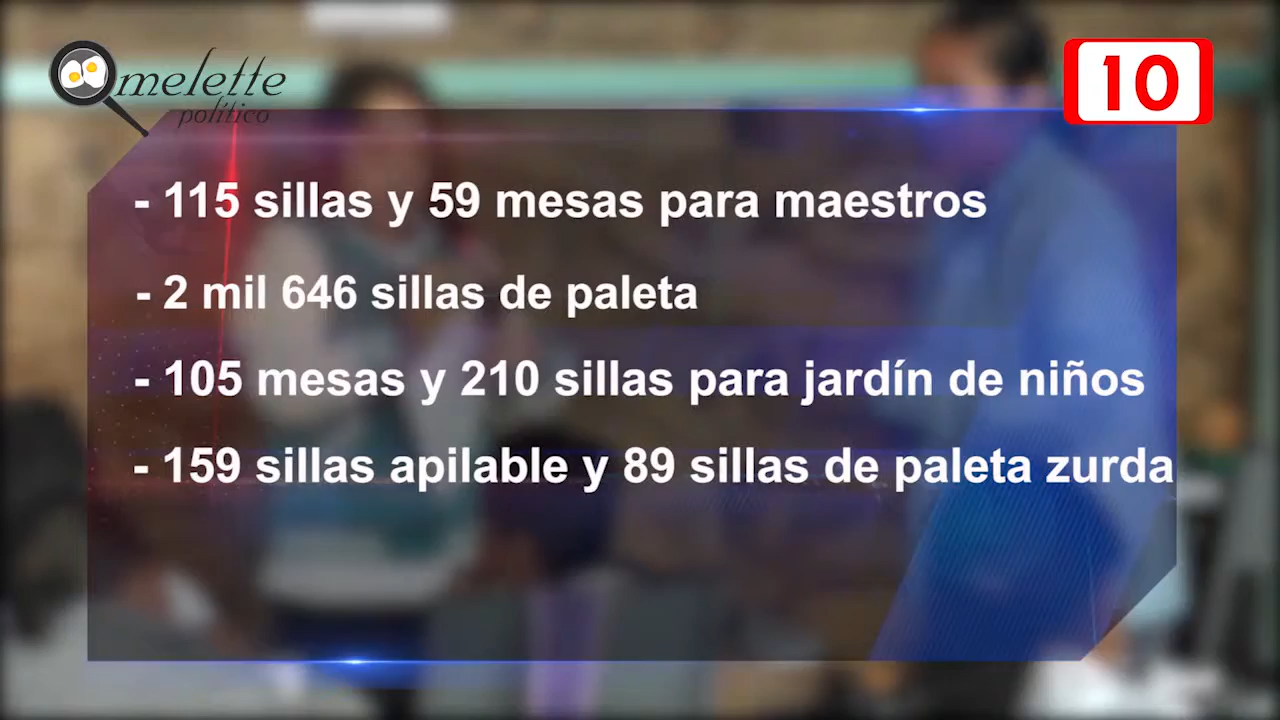 Omelette
político
10
- 115 sillas y 59 mesas para maestros
- 2 mil 646 sillas de paleta
- 105 mesas y 210 sillas para jardín de niños
- 159 sillas apilable y 89 sillas de paleta zurda